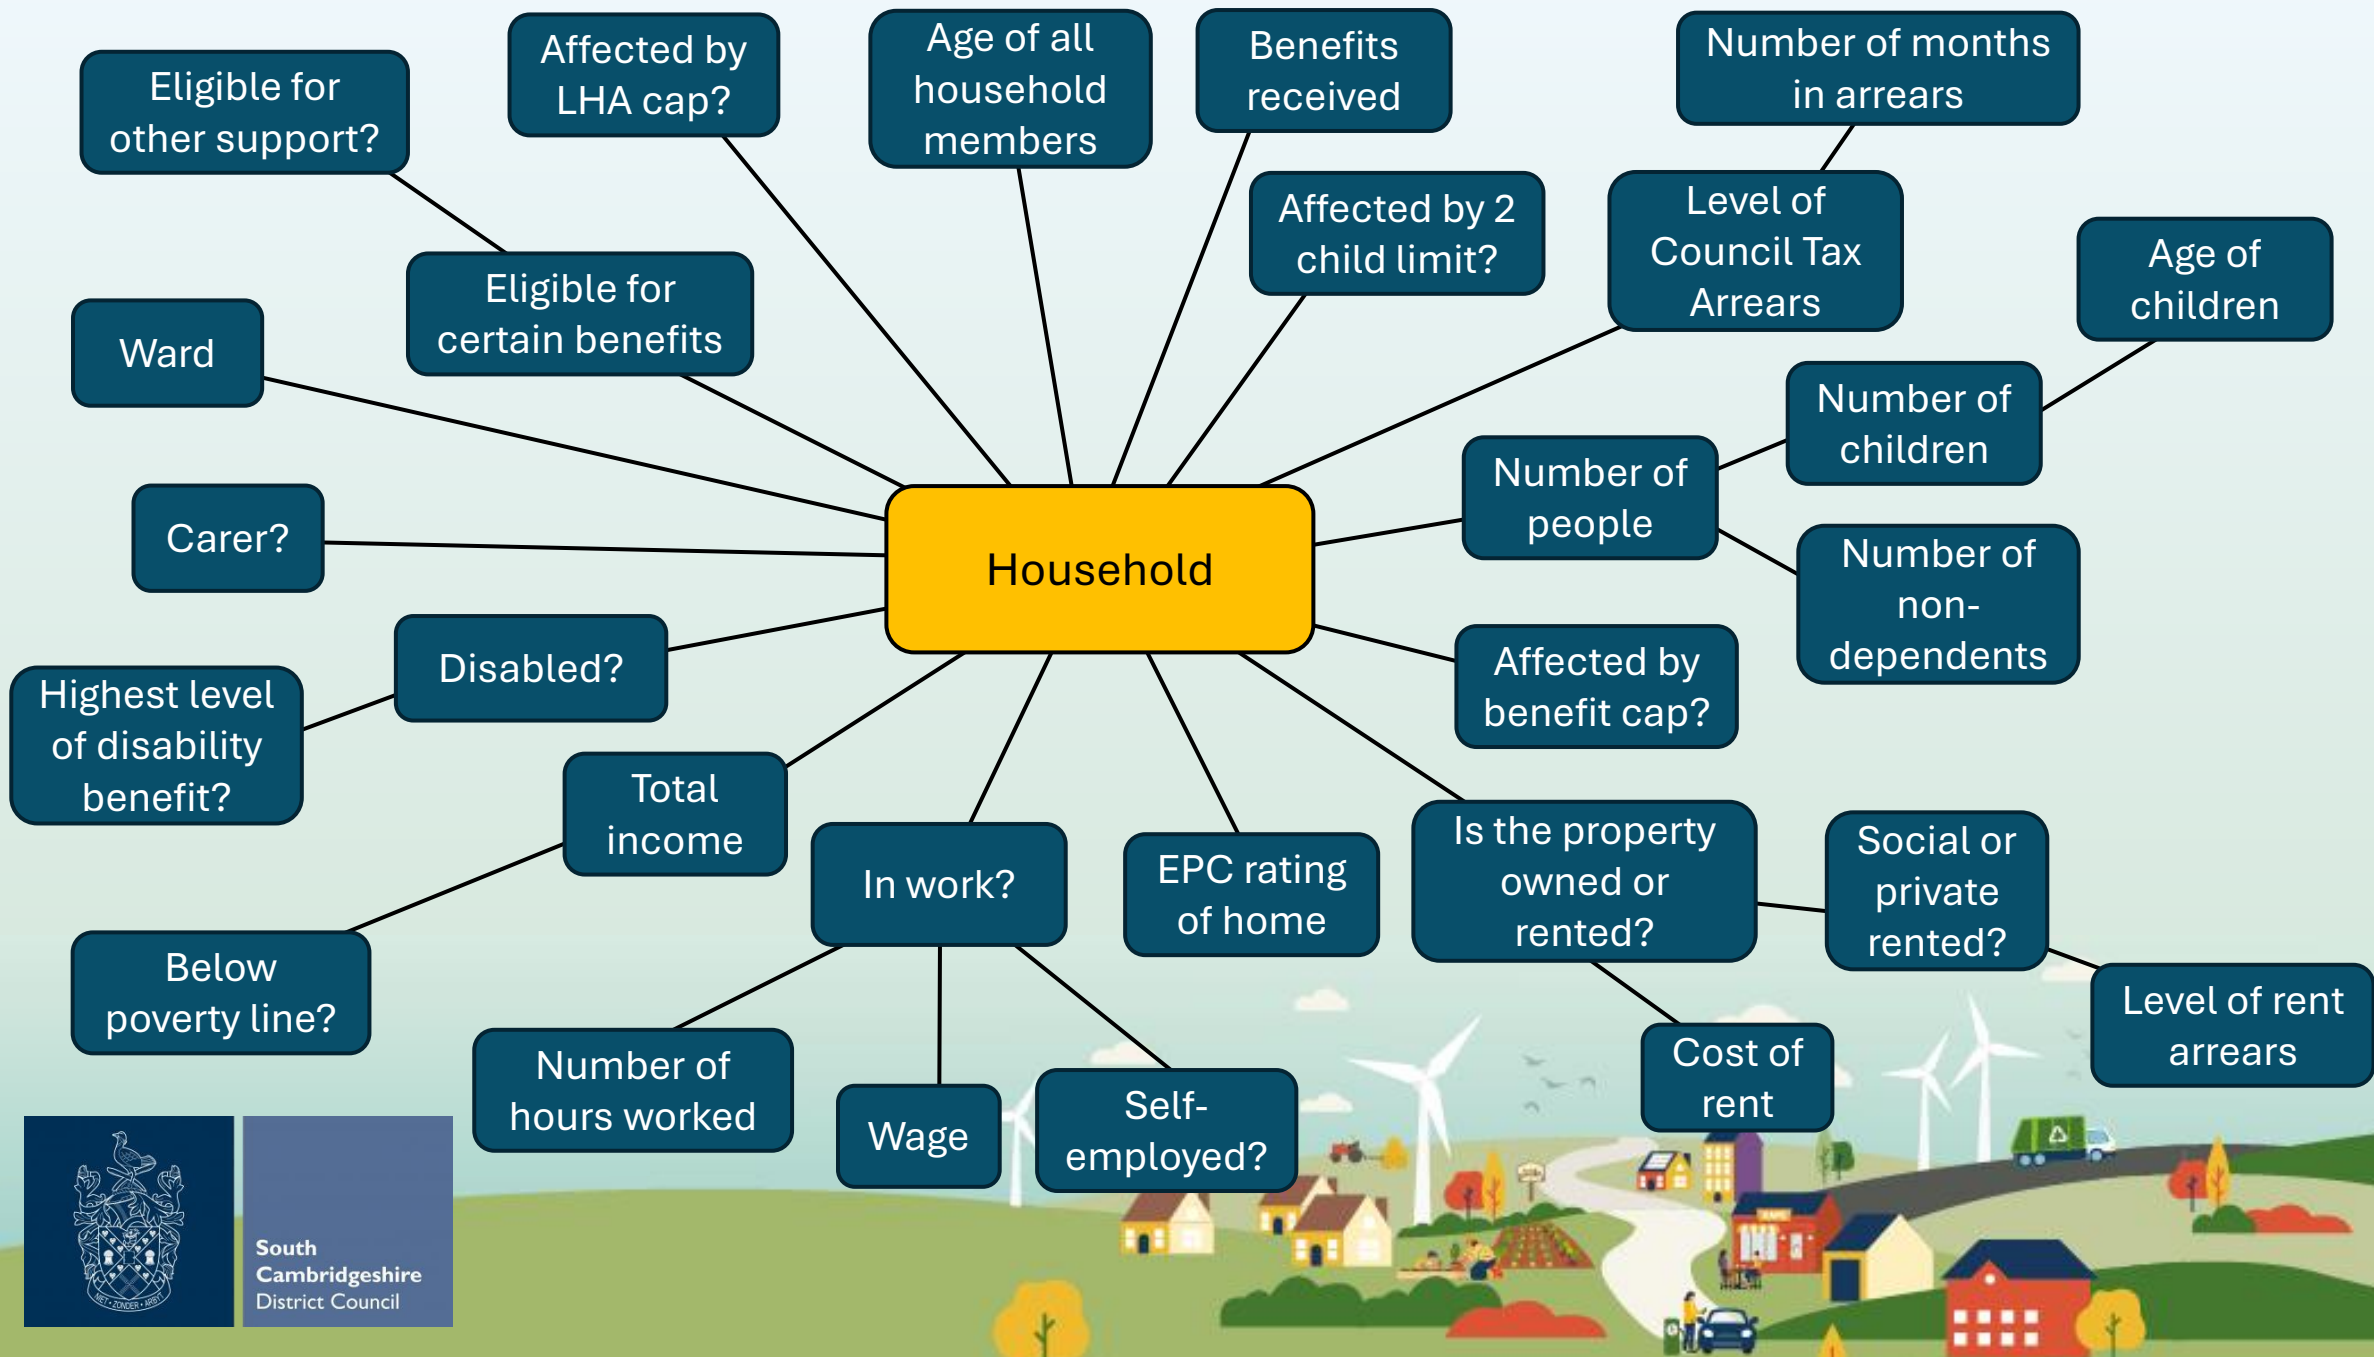 Eligible for
other support?
Affected by
LHA cap?
Age of all
household
members
Benefits
received
Number of months
in arrears
Affected by 2
child limit?
Level of
Council Tax
Arrears
Age of
children
Eligible for
certain benefits
Ward
Number of
children
Number of
people
Carer?
Household
Number of
non-
dependents
Disabled?
Affected by
benefit cap?
Highest level
of disability
benefit?
Total
income
In work?
EPC rating
of home
Is the property
owned or
rented?
Social or
private
rented?
Below
poverty line?
Level of rent
arrears
Number of
hours worked
Wage
Self-
employed?
Cost of
rent
NIET · ZONDER · ARBYT
South
Cambridgeshire
District Council